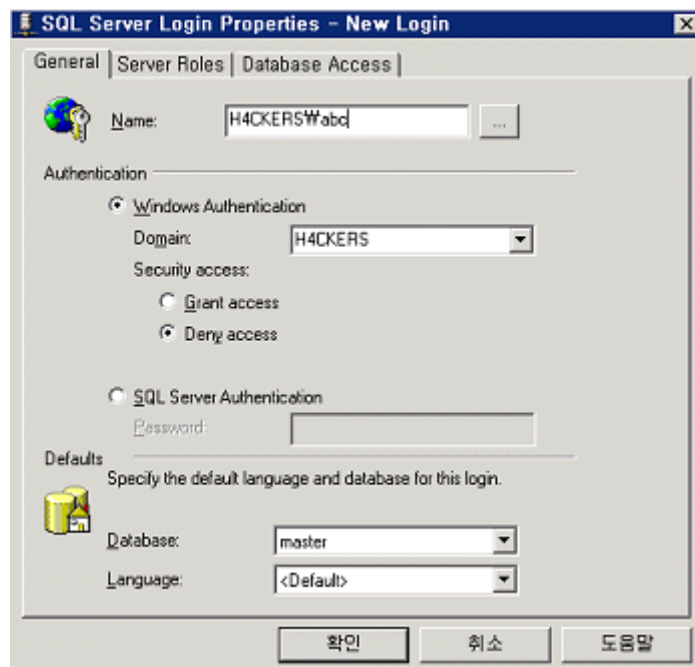 SQL Server Login Properties - New Login
General Server Roles Database Access
Name: H4CKERS₩abc ...
Authentication
Windows Authentication
Domain: H4CKERS
Security access:
Grant access
Deny access
SQL Server Authentication
Password:
Defaults
Specify the default language and database for this login.
Database: master
Language: <Default>
확인 취소 도움말